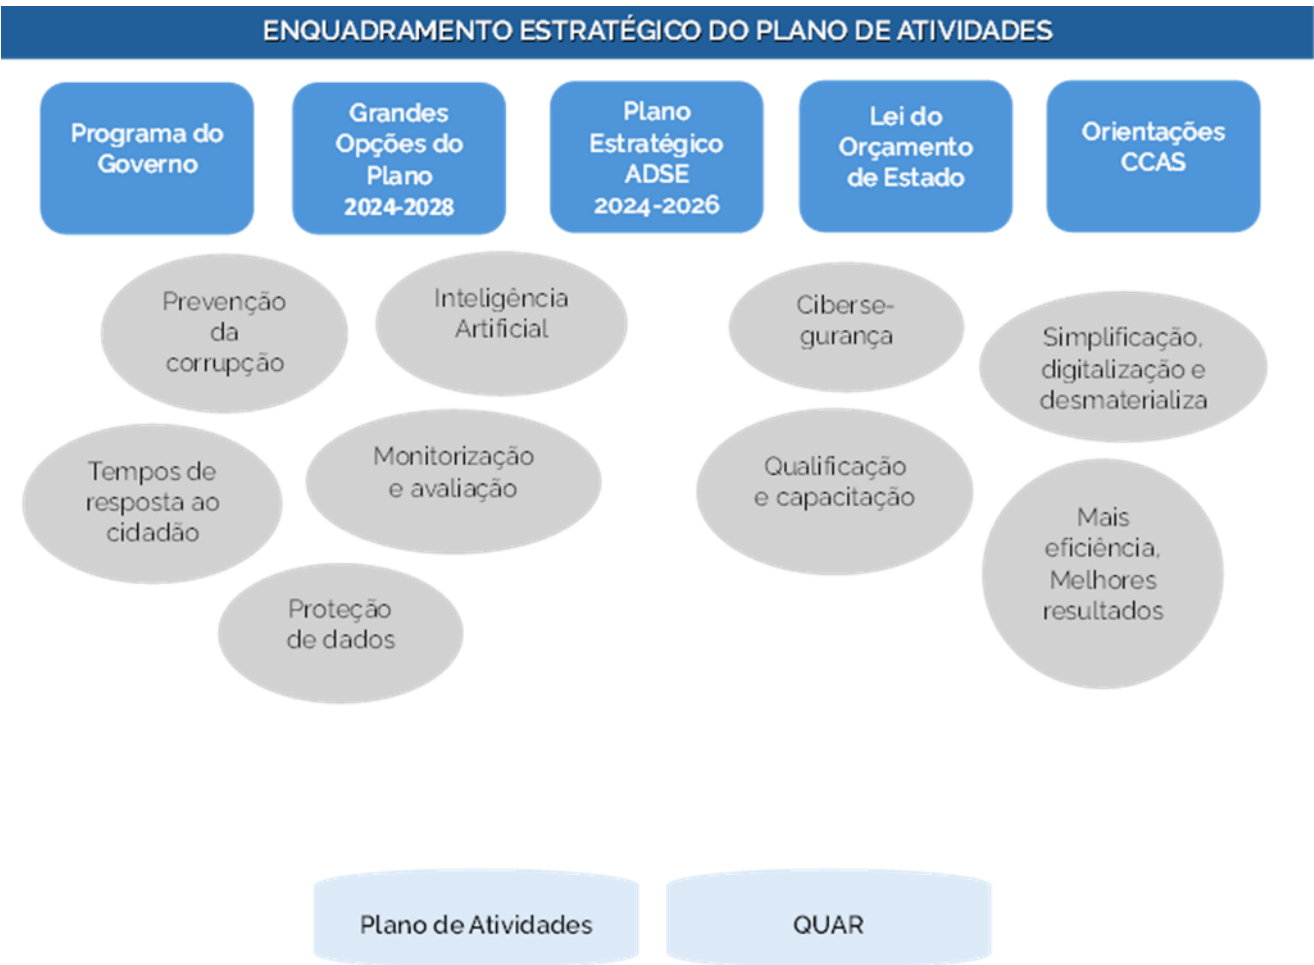 ENQUADRAMENTO ESTRATÉGICO DO PLANO DE ATIVIDADES
Programa do
Governo
Grandes
Opções do
Plano
2024-2028
Plano
Estratégico
ADSE
2024-2026
Lei do
Orçamento
de Estado
Orientações
CCAS
Prevenção
da
corrupção
Inteligência
Artificial
Ciberse-
gurança
Simplificação,
digitalização e
desmaterializa
Tempos de
resposta ao
cidadão
Monitorização
e avaliação
Qualificação
e capacitação
Mais
eficiência,
Melhores
resultados
Proteção
de dados
Plano de Atividades
QUAR